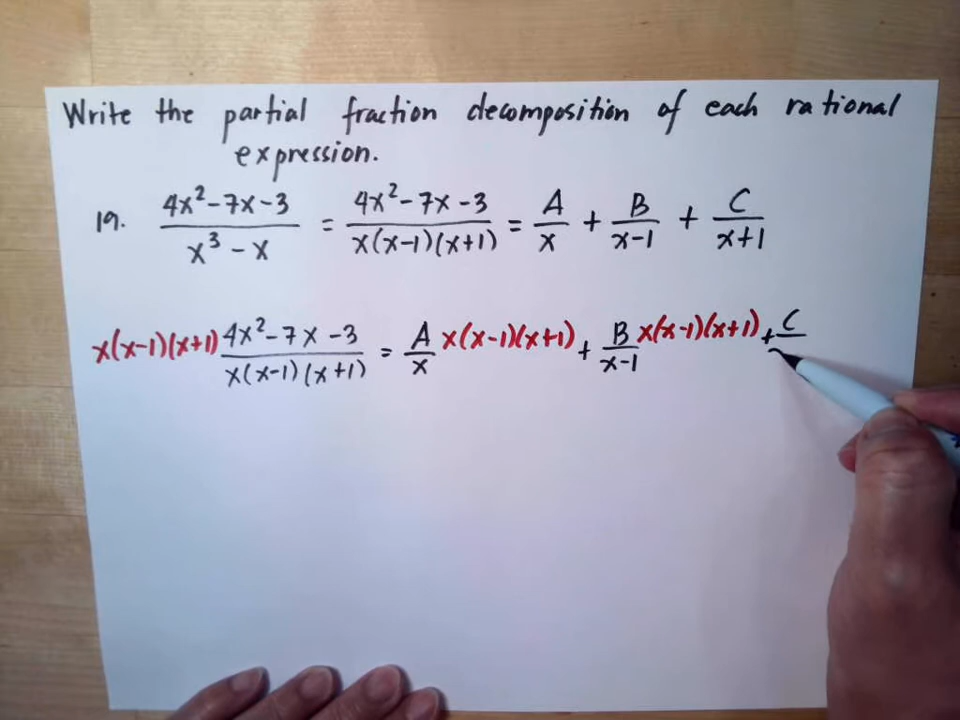 Write the partial fraction decomposition of each rational
expression.
19. (4x²-7x-3)/(x³-x) = (4x²-7x-3)/(x(x-1)(x+1)) = A/x + B/(x-1) + C/(x+1)
x(x-1)(x+1) (4x²-7x-3)/(x(x-1)(x+1)) = A/x x(x-1)(x+1) + B/(x-1) x(x-1)(x+1) + C/